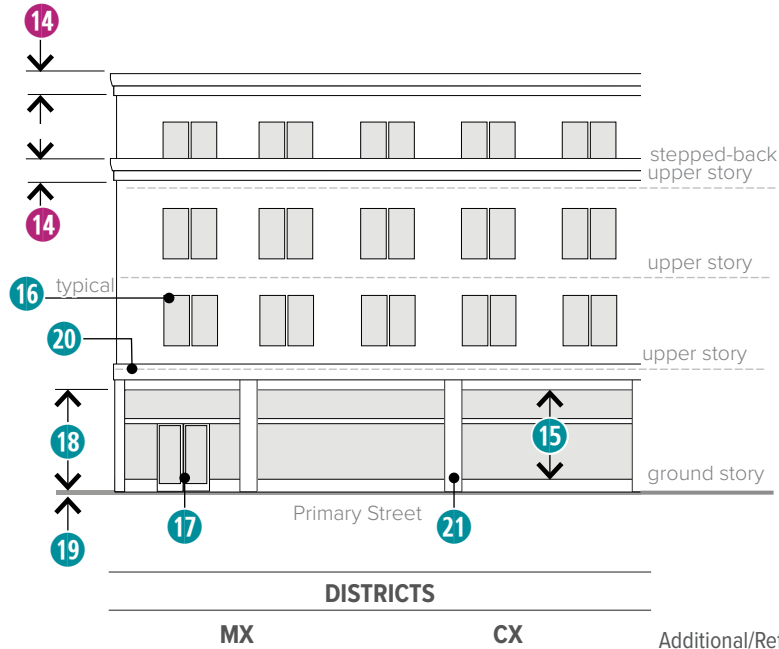 14
stepped-back
upper story
14
upper story
typical
16
20
upper story
18
15
ground story
Primary Street
17
21
19
DISTRICTS
MX CX